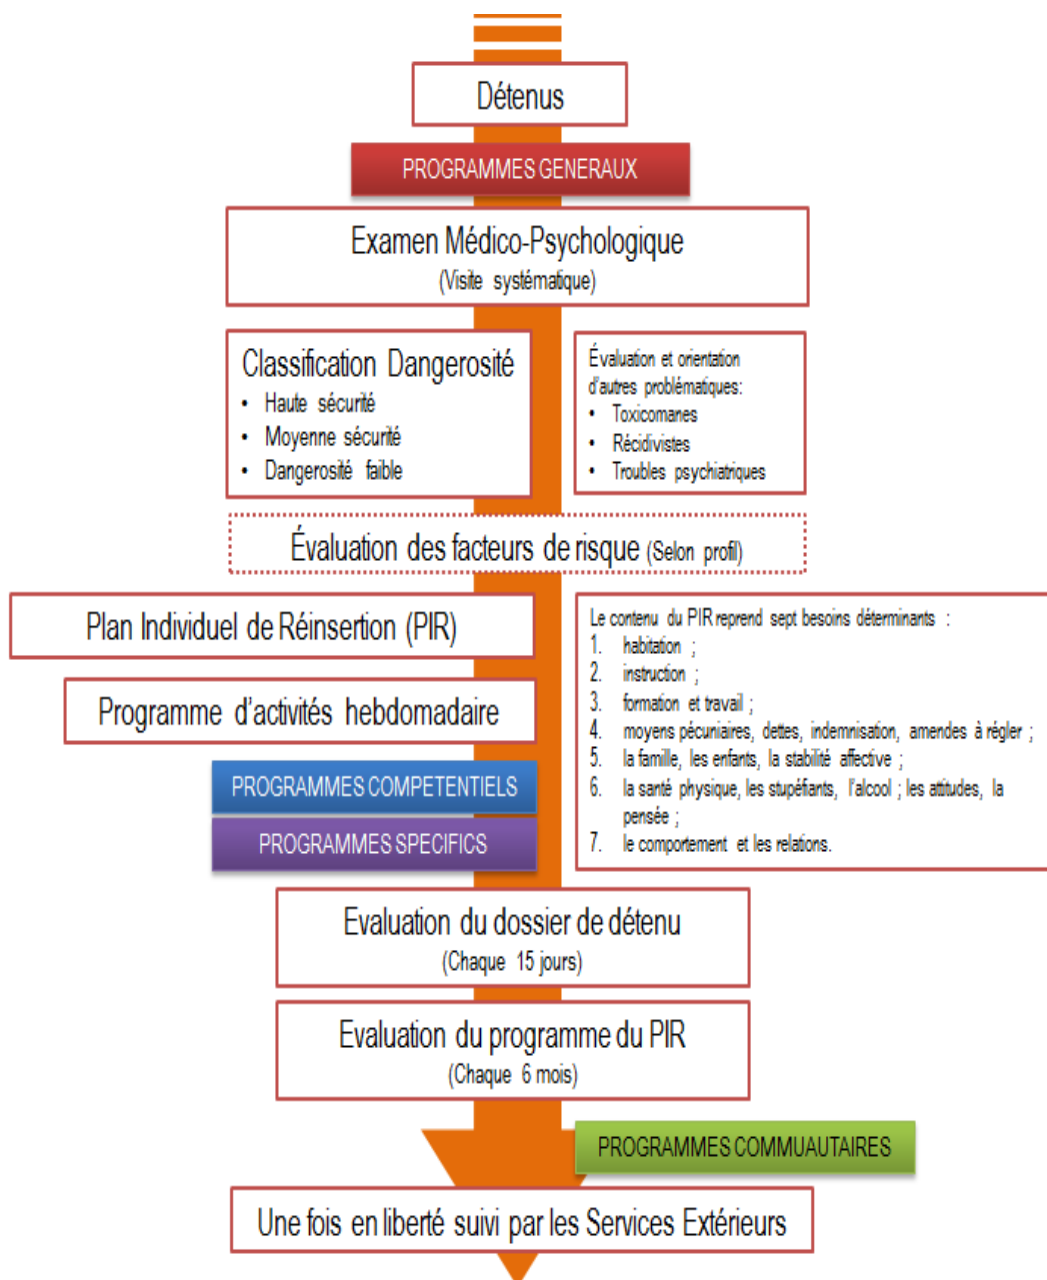 Détenus
PROGRAMMES GENERAUX
Examen Médico-Psychologique
(Visite systématique)
Classification Dangerosité
• Haute sécurité
• Moyenne sécurité
• Dangerosité faible
Évaluation et orientation
d'autres problématiques:
• Toxicomanes
• Récidivistes
• Troubles psychiatriques
Évaluation des facteurs de risque (Selon profil)
Plan Individuel de Réinsertion (PIR)
Programme d'activités hebdomadaire
PROGRAMMES COMPETENTIELS
PROGRAMMES SPECIFICS
Le contenu du PIR reprend sept besoins déterminants :
1. habitation ;
2. instruction ;
3. formation et travail ;
4. moyens pécuniaires, dettes, indemnisation, amendes à régler ;
5. la famille, les enfants, la stabilité affective ;
6. la santé physique, les stupéfiants, l'alcool ; les attitudes, la
pensée ;
7. le comportement et les relations.
Evaluation du dossier de détenu
(Chaque 15 jours)
Evaluation du programme du PIR
(Chaque 6 mois)
PROGRAMMES COMMUAUTAIRES
Une fois en liberté suivi par les Services Extérieurs